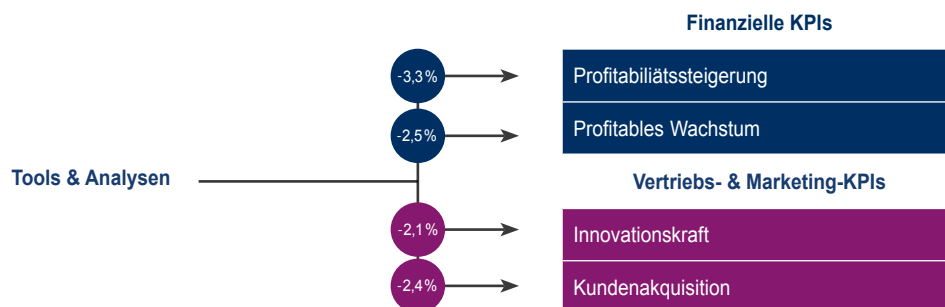 Finanzielle KPIs
-3,3%
Profitabiliätssteigerung
-2,5%
Profitables Wachstum
Tools & Analysen
Vertriebs- & Marketing-KPIs
-2,1%
Innovationskraft
-2,4%
Kundenakquisition